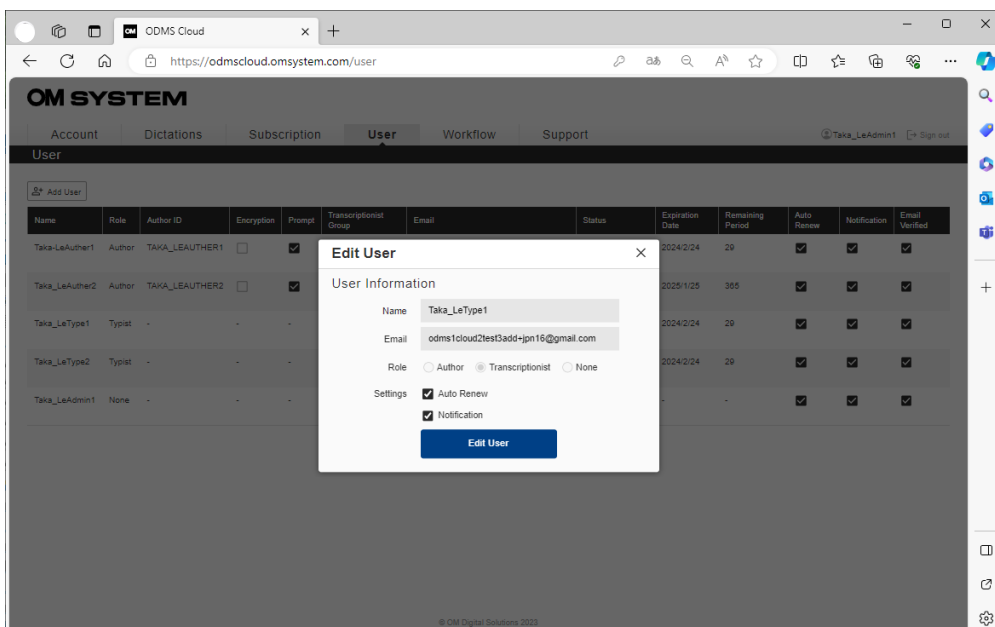 OM ODMS Cloud
https://odmscloud.omsystem.com/user
OM SYSTEM
Account Dictations Subscription User Workflow Support Taka_LeAdmin1 Sign out
User
Add User
Name Role Author ID Encryption Prompt Transcriptionist Group Email Status Expiration Date Remaining Period Auto Renew Notification Email Verified
Taka-LeAuther1 Author TAKA_LEAUTHER1 2024/2/24 29
Taka_LeAuther2 Author TAKA_LEAUTHER2 2025/1/25 365
Taka_LeType1 Typist - - - 2024/2/24 29
Taka_LeType2 Typist - - - 2024/2/24 29
Taka_LeAdmin1 None - - - - -
Edit User
User Information
Name Taka_LeType1
Email odms1cloud2test3add+jpn16@gmail.com
Role Author Transcriptionist None
Settings Auto Renew
Notification
Edit User
© OM Digital Solutions 2023